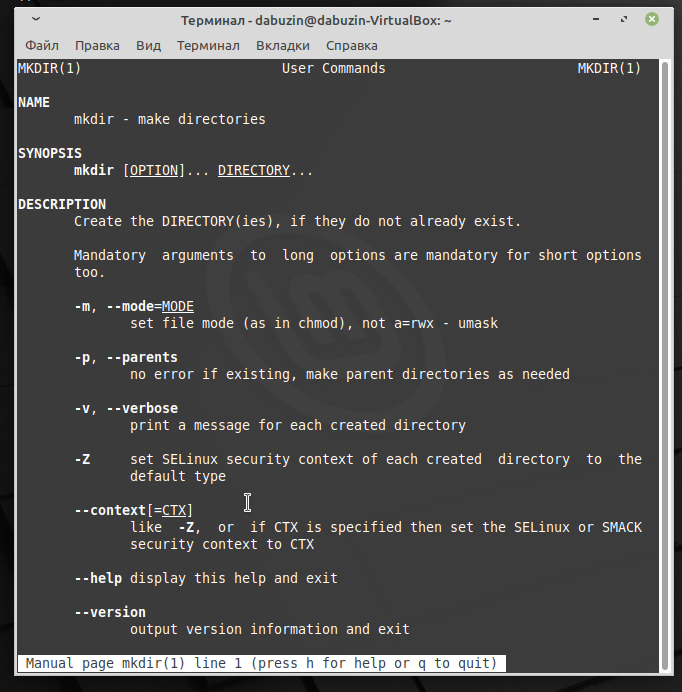 Терминал - dabuzin@dabuzin-VirtualBox: ~
Файл Правка Вид Терминал Вкладки Справка
MKDIR(1) User Commands MKDIR(1)
NAME
mkdir - make directories
SYNOPSIS
mkdir [OPTION]... DIRECTORY...
DESCRIPTION
Create the DIRECTORY(ies), if they do not already exist.
Mandatory arguments to long options are mandatory for short options
too.
-m, --mode=MODE
set file mode (as in chmod), not a=rwx - umask
-p, --parents
no error if existing, make parent directories as needed
-v, --verbose
print a message for each created directory
-Z set SELinux security context of each created directory to the
default type
--context[=CTX]
like -Z, or if CTX is specified then set the SELinux or SMACK
security context to CTX
--help display this help and exit
--version
output version information and exit
Manual page mkdir(1) line 1 (press h for help or q to quit)